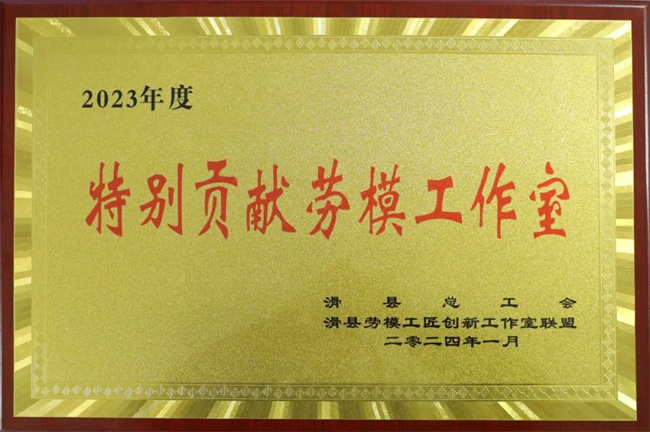 2023年度
特别贡献劳模工作室
滑县总工会
滑县劳模工匠创新工作室联盟
二零二四年一月